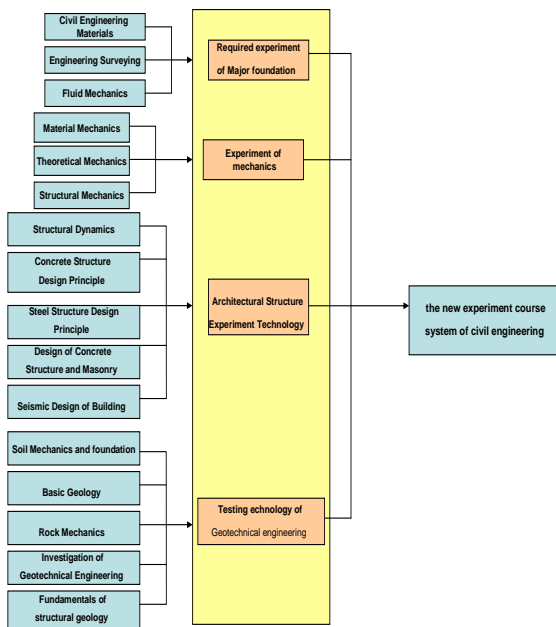 Civil Engineering
Materials
Engineering Surveying
Fluid Mechanics
Required experiment
of Major foundation
Material Mechanics
Theoretical Mechanics
Structural Mechanics
Experiment of
mechanics
Structural Dynamics
Concrete Structure
Design Principle
Steel Structure Design
Principle
Design of Concrete
Structure and Masonry
Seismic Design of Building
Architectural Structure
Experiment Technology
the new experiment course
system of civil engineering
Soil Mechanics and foundation
Basic Geology
Rock Mechanics
Investigation of
Geotechnical Engineering
Fundamentals of
structural geology
Testing echnology of
Geotechnical engineering